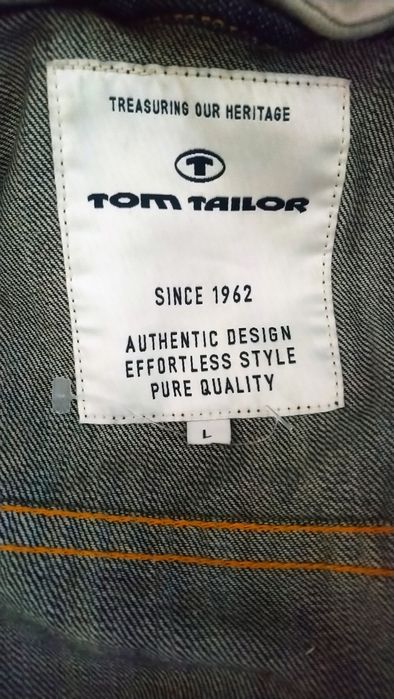 TREASURING OUR HERITAGE
T
TOM TAILOR
SINCE 1962
AUTHENTIC DESIGN
EFFORTLESS STYLE
PURE QUALITY
L